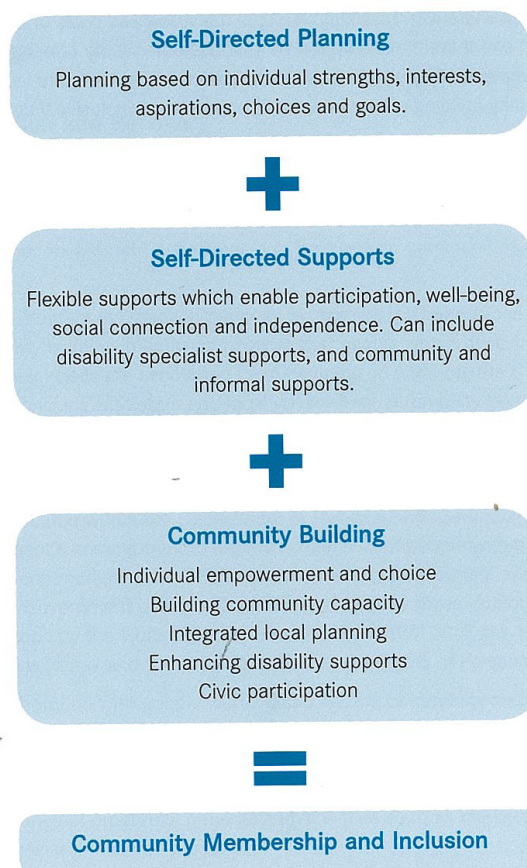 Self-Directed Planning
Planning based on individual strengths, interests,
aspirations, choices and goals.
+
Self-Directed Supports
Flexible supports which enable participation, well-being,
social connection and independence. Can include
disability specialist supports, and community and
informal supports.
+
Community Building
Individual empowerment and choice
Building community capacity
Integrated local planning
Enhancing disability supports
Civic participation
=
Community Membership and Inclusion